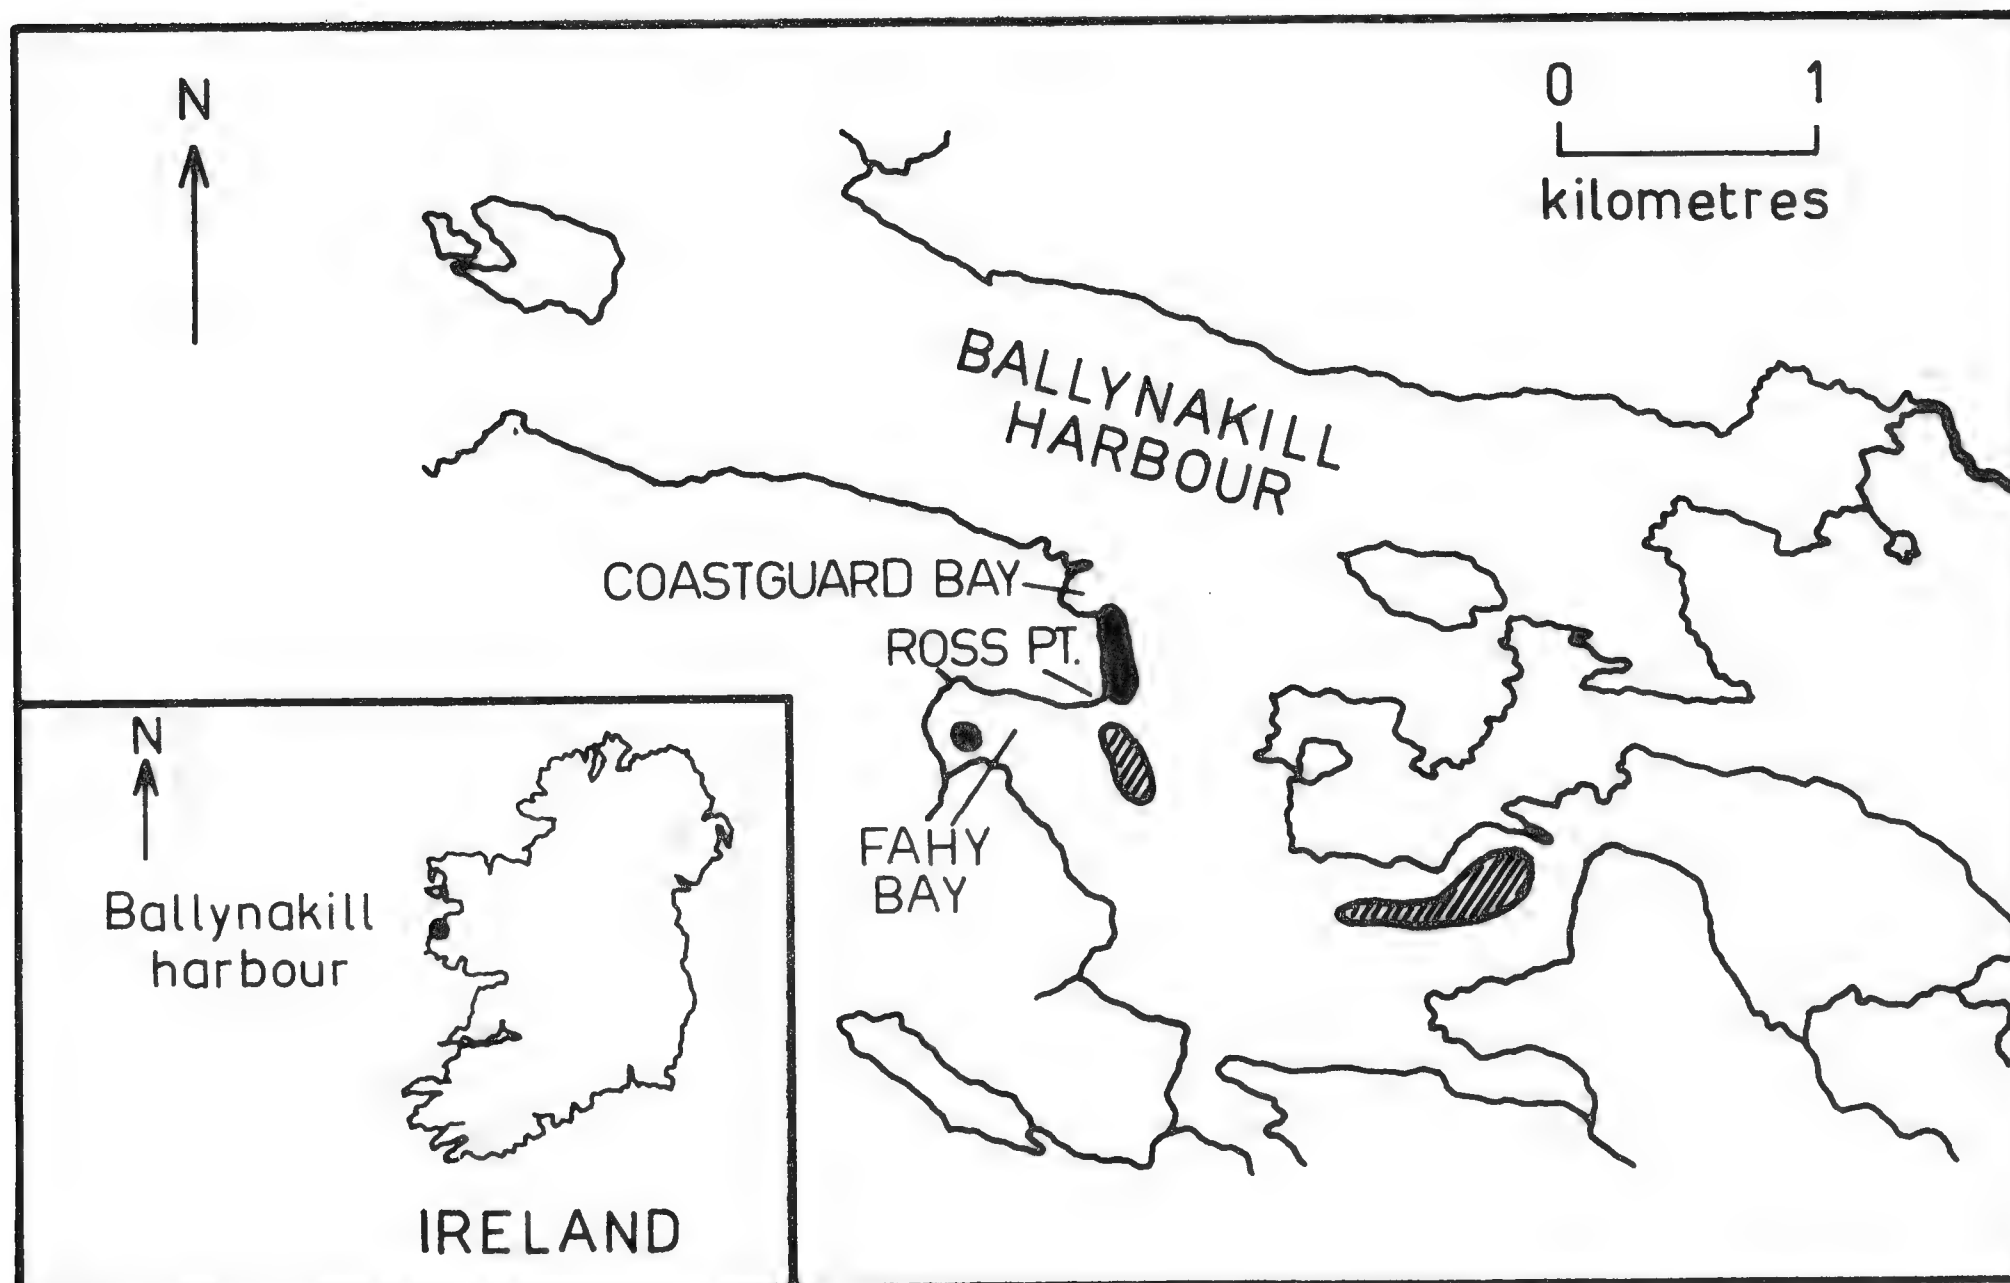 N
0 1
kilometres
BALLYNAKILL
HARBOUR
COASTGUARD BAY
ROSS PT.
FAHY
BAY
N
Ballynakill
harbour
IRELAND